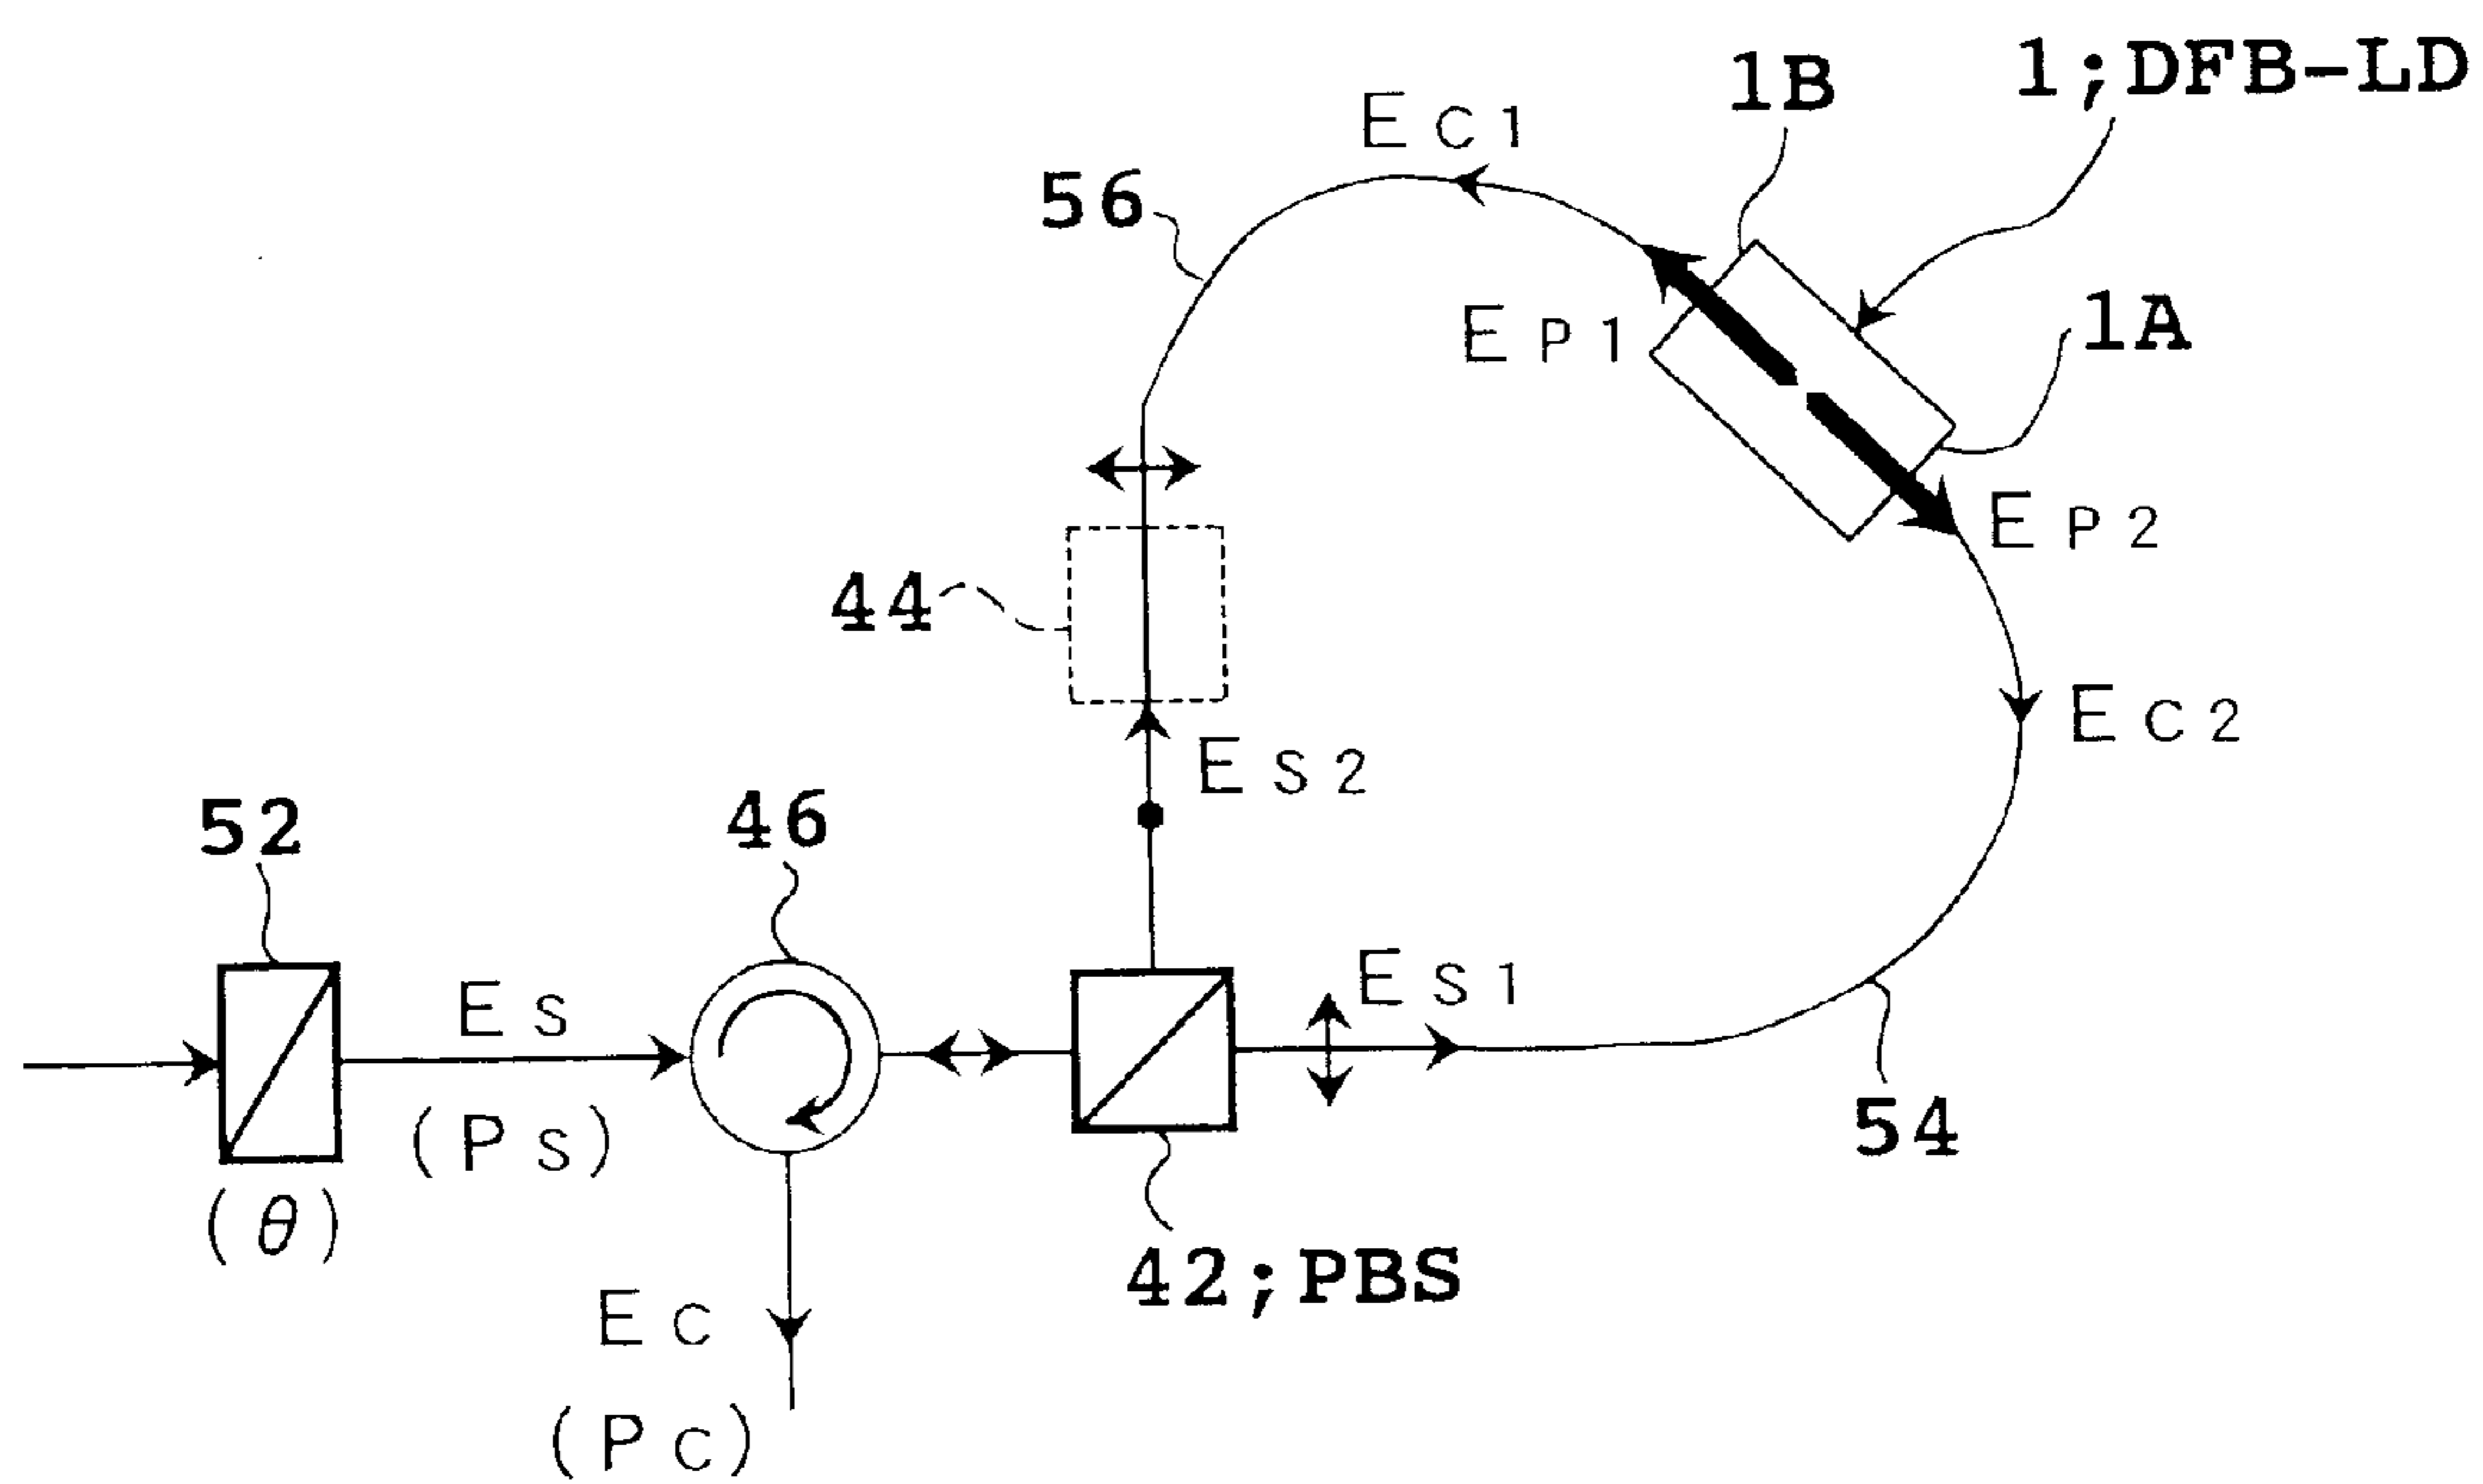 1;DFB-LD
1B
EC1
56
1A
EP1
EP2
44
EC2
ES2
52
46
ES
ES1
(PS)
54
(θ)
42;PBS
EC
(PC)